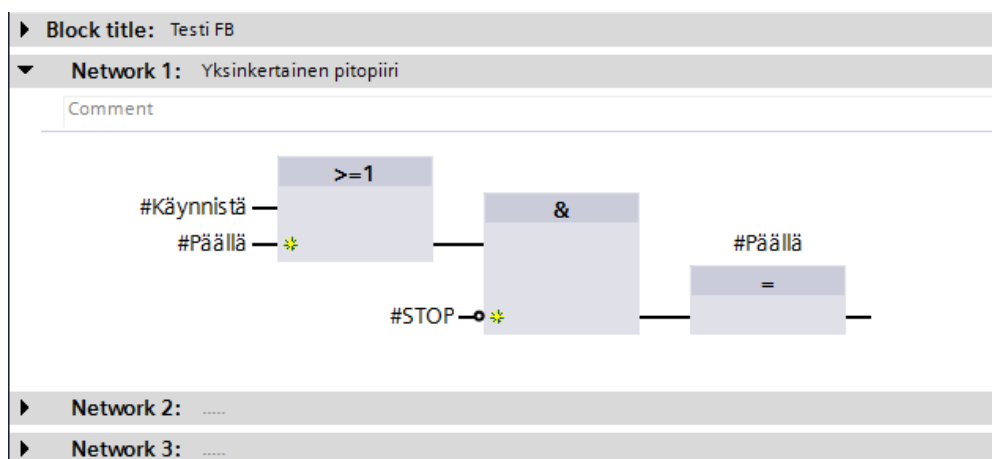 Block title: Testi FB
Network 1: Yksinkertainen pitopiiri
Comment
>=1
#Käynnistä
&
#Päällä
#Päällä
=
#STOP
Network 2: .....
Network 3: .....